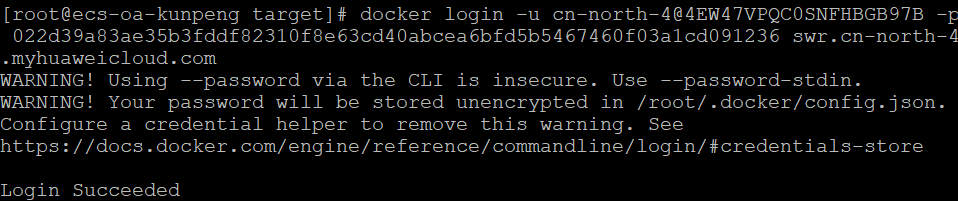 [root@ecs-oa-kunpeng target]# docker login -u cn-north-4@4EW47VPQC0SNFHBGB97B -p
022d39a83ae35b3fddf82310f8e63cd40abcea6bfd5b5467460f03a1cd091236 swr.cn-north-4
.myhuaweicloud.com
WARNING! Using --password via the CLI is insecure. Use --password-stdin.
WARNING! Your password will be stored unencrypted in /root/.docker/config.json.
Configure a credential helper to remove this warning. See
https://docs.docker.com/engine/reference/commandline/login/#credentials-store
Login Succeeded